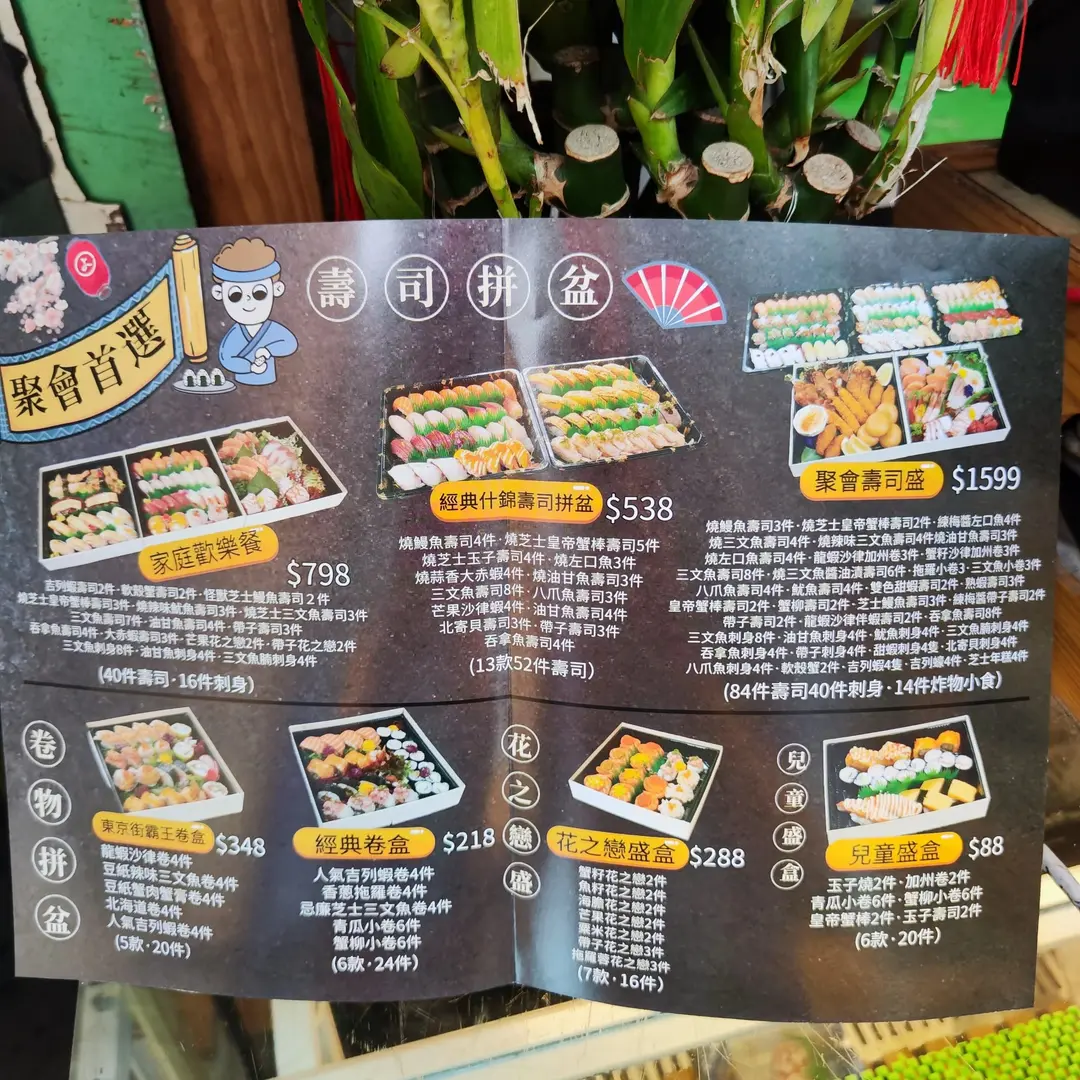 聚會首選
壽司拼盆
家庭歡樂餐
$798
吉列蝦壽司2件·軟殼蟹壽司2件·怪獸芝士鰻魚壽司2件
燒芝士皇帝蟹棒壽司3件·燒辣味魷魚壽司3件·燒芝士三文魚壽司3件
三文魚壽司7件·油甘魚壽司4件·帶子壽司3件
吞拿魚壽司4件·大赤蝦壽司3件·芒果花之戀2件·帶子花之戀2件
三文魚刺身8件·油甘魚刺身4件·三文魚腩刺身4件
(40件壽司·16件刺身)
經典什錦壽司拼盆
$538
燒鰻魚壽司4件·燒芝士皇帝蟹棒壽司5件
燒芝士玉子壽司4件·燒左口魚3件
燒蒜香大赤蝦4件·燒油甘魚壽司3件
三文魚壽司8件·八爪魚壽司3件
芒果沙律蝦4件·油甘魚壽司4件
北寄貝壽司3件·帶子壽司3件
吞拿魚壽司4件
(13款52件壽司)
聚會壽司盛
$1599
燒鰻魚壽司3件·燒芝士皇帝蟹棒壽司2件·練梅醬左口魚4件
燒三文魚壽司4件·燒辣味三文魚壽司4件燒油甘魚壽司3件
燒左口魚壽司4件·龍蝦沙律加州卷3件·蟹籽沙律加州卷3件
三文魚壽司8件·燒三文魚醬油漬壽司6件·拖羅小卷3·三文魚小卷3件
八爪魚壽司4件·魷魚壽司4件·雙色甜蝦壽司2件·熟蝦壽司3件
皇帝蟹棒壽司2件·蟹柳壽司2件·芝士鰻魚壽司3件·練梅醬帶子壽司2件
帶子壽司2件·龍蝦沙律伴蝦壽司2件·吞拿魚壽司8件
三文魚刺身8件·油甘魚刺身4件·魷魚刺身4件·三文魚腩刺身4件
吞拿魚刺身4件·帶子刺身4件·甜蝦刺身4隻·北寄貝刺身4件
八爪魚刺身4件·軟殼蟹2件·吉列蝦4隻·吉列蠔4件·芝士年糕4件
(84件壽司40件刺身·14件炸物小食)
卷物拼盆
東京街霸王卷盒
$348
龍蝦沙律卷4件
豆紙辣味三文魚卷4件
豆紙蟹肉蟹膏卷4件
北海道卷4件
人氣吉列蝦卷4件
(5款·20件)
經典卷盒
$218
人氣吉列蝦卷4件
香蔥拖羅卷4件
忌廉芝士三文魚卷4件
青瓜小卷6件
蟹柳小卷6件
(6款·24件)
花之戀盛
花之戀盛盒
$288
蟹籽花之戀2件
魚籽花之戀2件
海膽花之戀2件
芒果花之戀2件
粟米花之戀2件
帶子花之戀3件
拖羅蓉花之戀3件
(7款·16件)
兒童盛盒
兒童盛盒
$88
玉子燒2件·加州卷2件
青瓜小卷6件·蟹柳小卷6件
皇帝蟹棒2件·玉子壽司2件
(6款·20件)